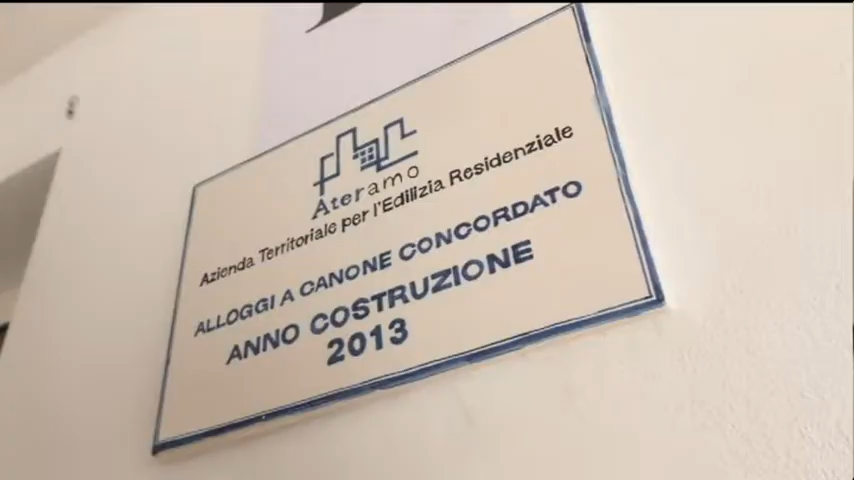 Ateramo
Azienda Territoriale per l'Edilizia Residenziale
ALLOGGI A CANONE CONCORDATO
ANNO COSTRUZIONE
2013